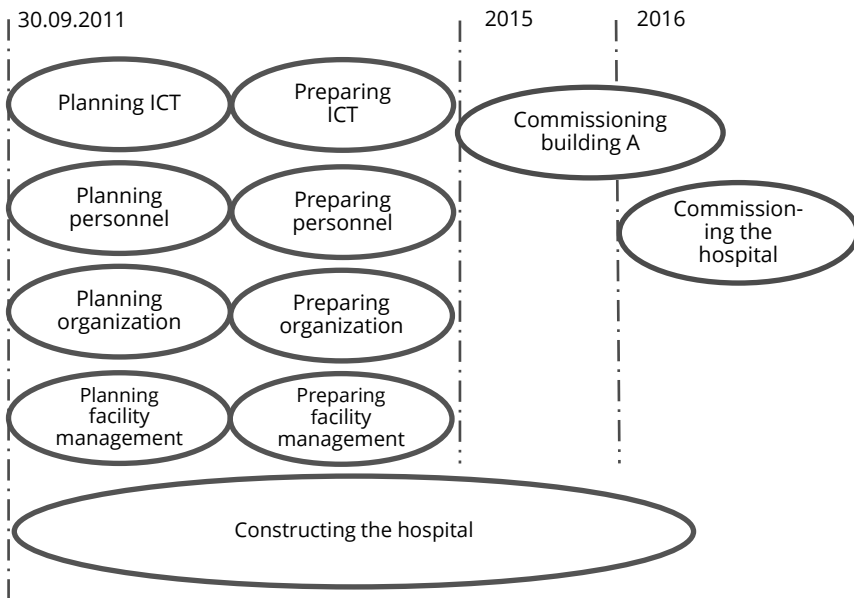 30.09.2011
2015
2016
Planning ICT
Preparing
ICT
Commissioning
building A
Planning
personnel
Preparing
personnel
Commission-
ing the
hospital
Planning
organization
Preparing
organization
Planning
facility
management
Preparing
facility
management
Constructing the hospital